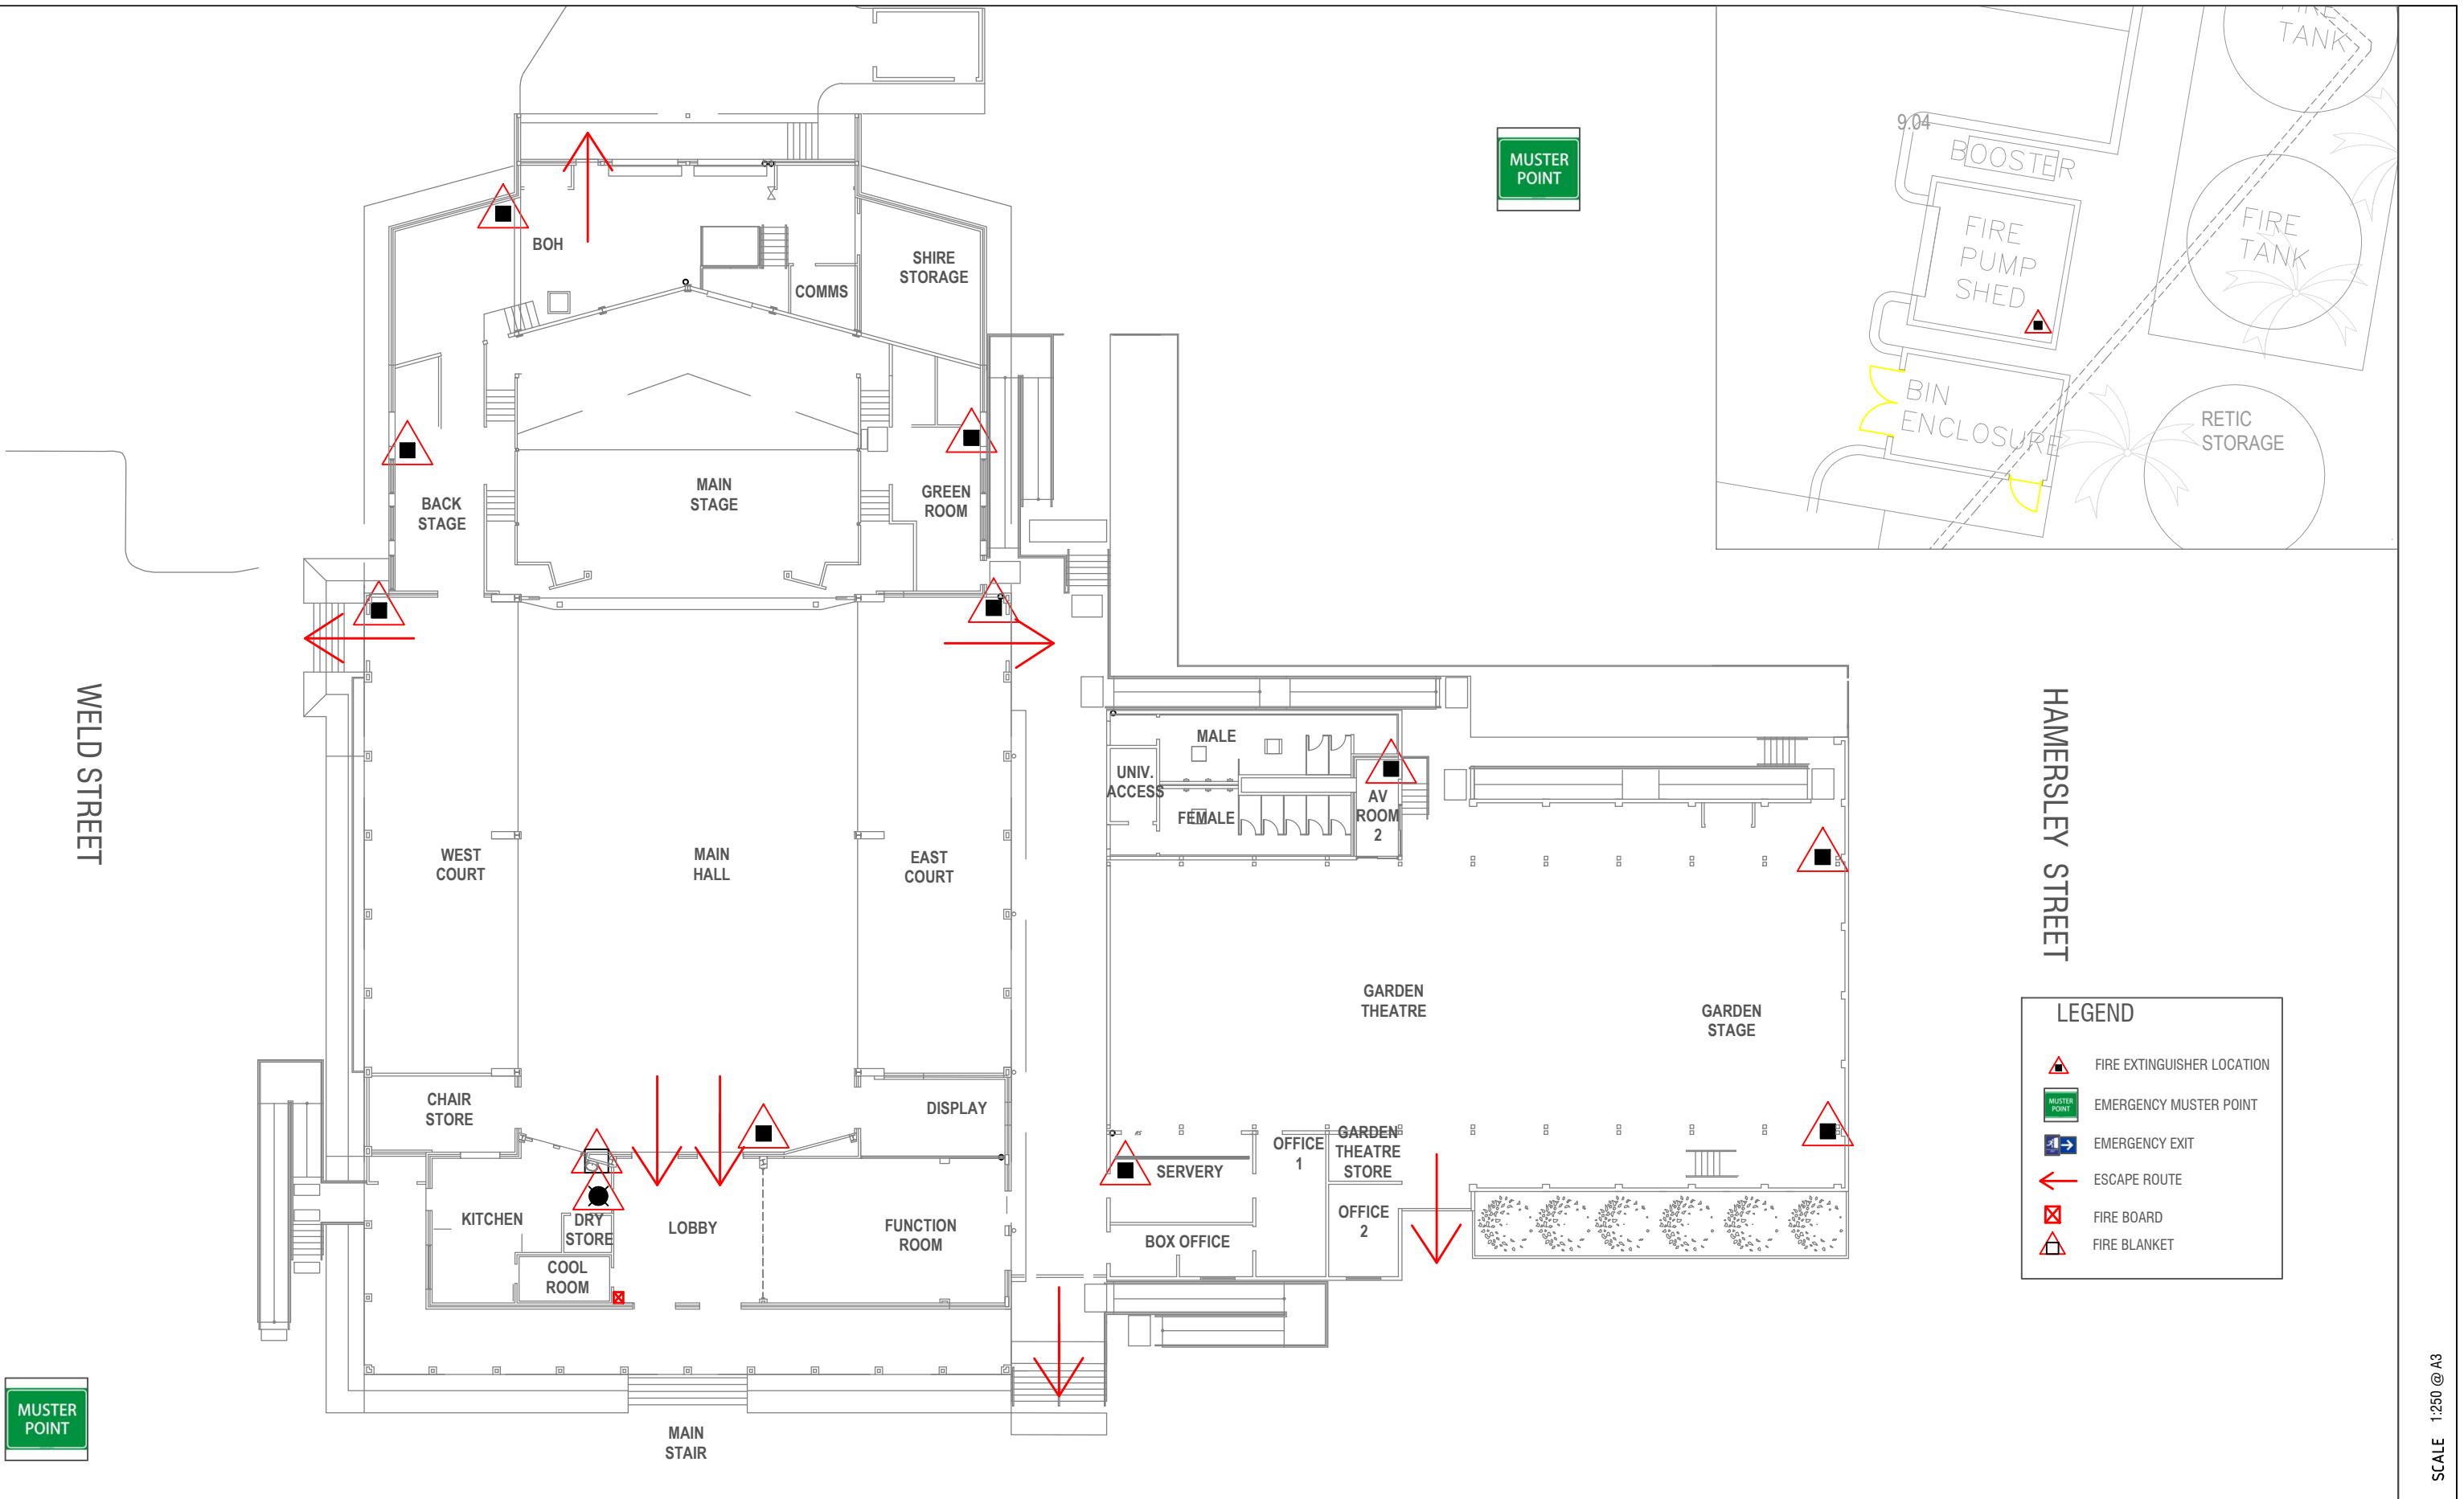 FIRE
TANK
9.04
BOOSTER
MUSTER
POINT
FIRE
PUMP
SHED
FIRE
TANK
BOH
SHIRE
STORAGE
COMMS
BIN
ENCLOSURE
RETIC
STORAGE
BACK
STAGE
MAIN
STAGE
GREEN
ROOM
WELD STREET
HAMERSLEY STREET
MALE
UNIV.
ACCESS
FEMALE
AV
ROOM
2
WEST
COURT
MAIN
HALL
EAST
COURT
GARDEN
THEATRE
GARDEN
STAGE
CHAIR
STORE
DISPLAY
OFFICE
1
GARDEN
THEATRE
STORE
SERVERY
KITCHEN
DRY
STORE
LOBBY
FUNCTION
ROOM
BOX OFFICE
OFFICE
2
COOL
ROOM
MAIN
STAIR
MUSTER
POINT
LEGEND
FIRE EXTINGUISHER LOCATION
MUSTER
POINT
EMERGENCY MUSTER POINT
EMERGENCY EXIT
ESCAPE ROUTE
FIRE BOARD
FIRE BLANKET
SCALE 1:250 @ A3